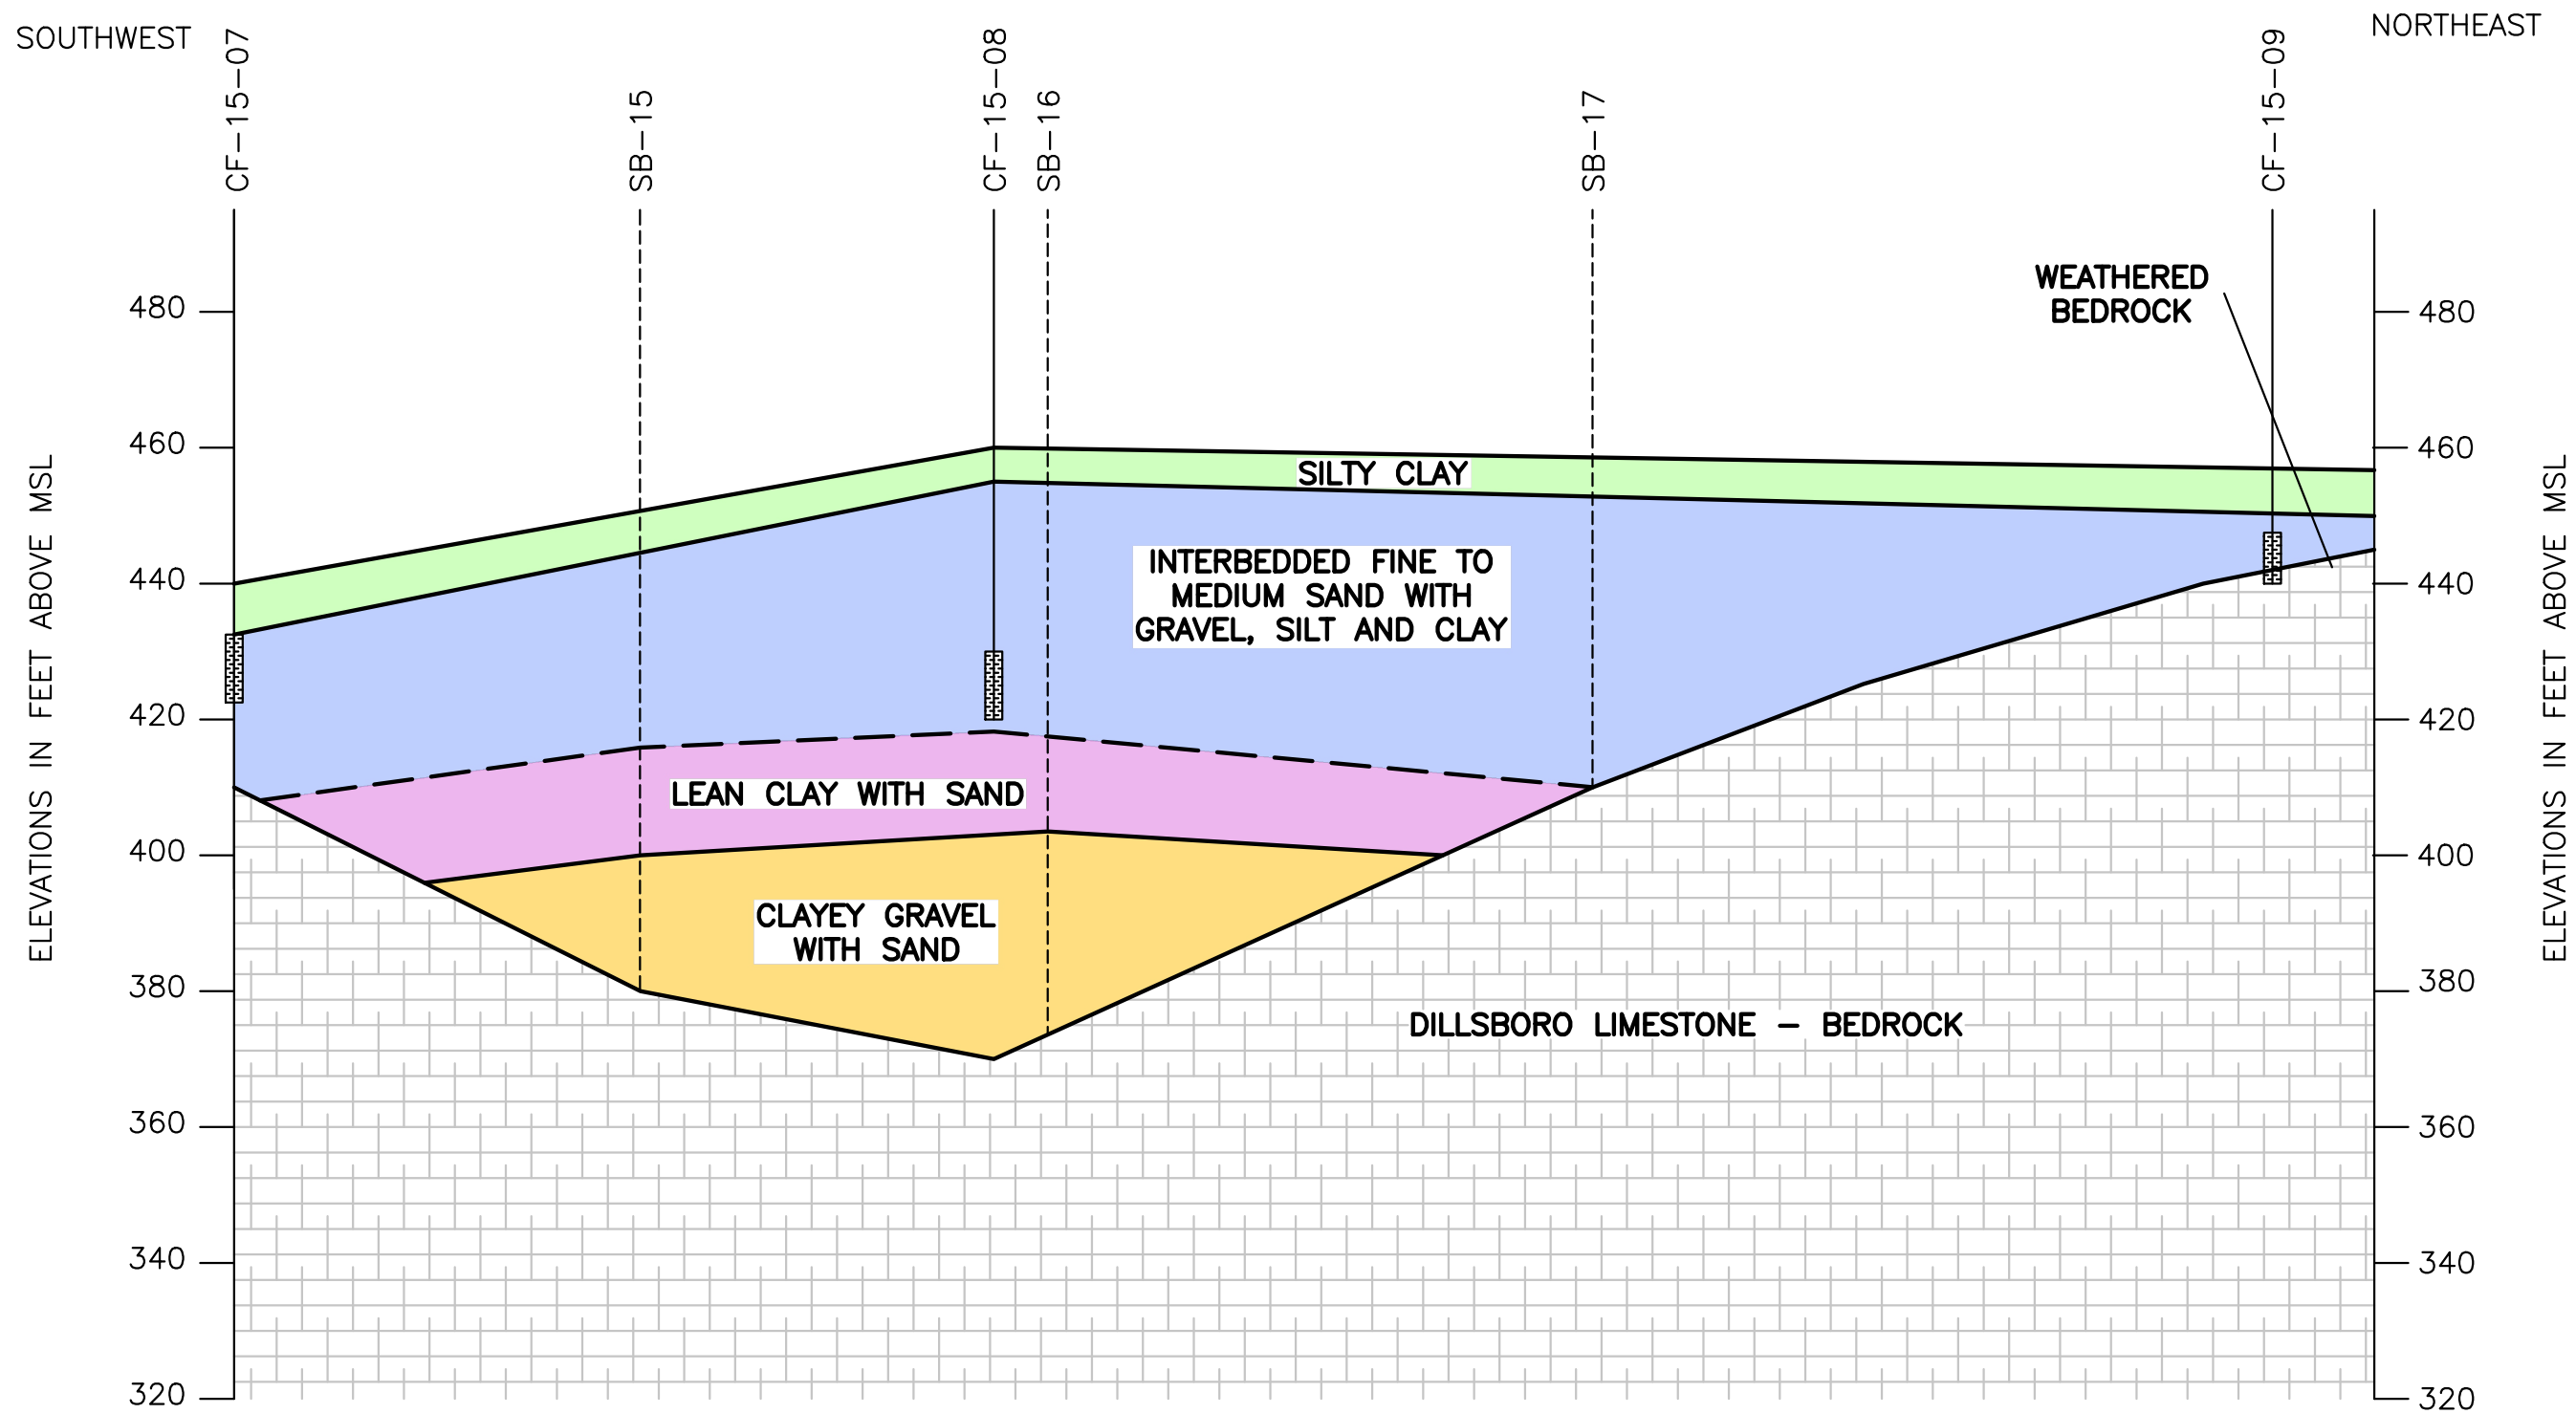 SOUTHWEST
NORTHEAST
CF-15-07
SB-15
CF-15-08
SB-16
SB-17
CF-15-09
WEATHERED
BEDROCK
ELEVATIONS IN FEET ABOVE MSL
480
460
440
420
400
380
360
340
320
SILTY CLAY
INTERBEDDED FINE TO
MEDIUM SAND WITH
GRAVEL, SILT AND CLAY
LEAN CLAY WITH SAND
CLAYEY GRAVEL
WITH SAND
DILLSBORO LIMESTONE - BEDROCK
480
460
440
420
400
380
360
340
320
ELEVATIONS IN FEET ABOVE MSL